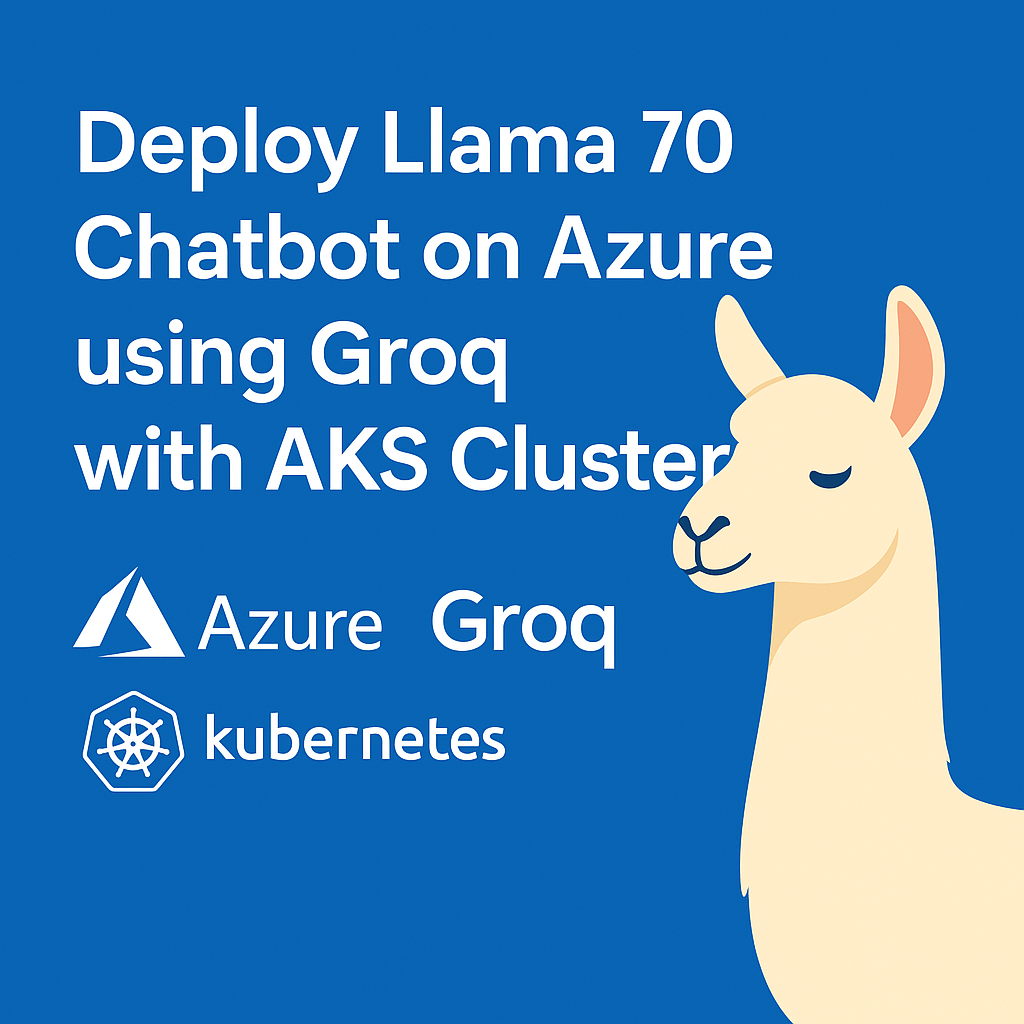 Deploy Llama 70
Chatbot on Azure
using Groq
with AKS Cluster
Azure Groq
kubernetes